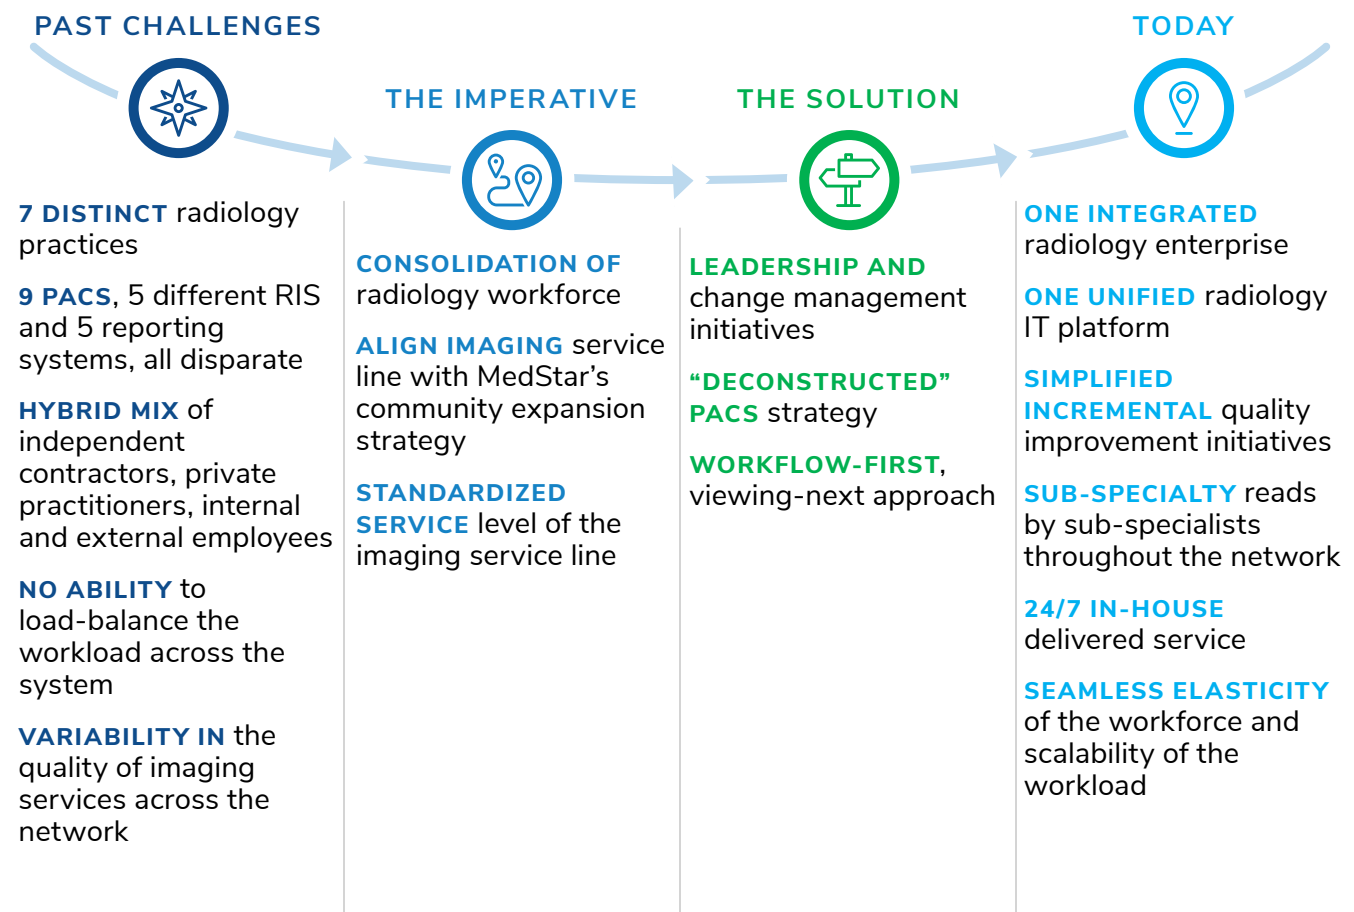 PAST CHALLENGES
7 DISTINCT radiology
practices
9 PACS, 5 different RIS
and 5 reporting
systems, all disparate
HYBRID MIX of
independent
contractors, private
practitioners, internal
and external employees
NO ABILITY to
load-balance the
workload across the
system
VARIABILITY IN the
quality of imaging
services across the
network
THE IMPERATIVE
CONSOLIDATION OF
radiology workforce
ALIGN IMAGING service
line with MedStar’s
community expansion
strategy
STANDARDIZED
SERVICE level of the
imaging service line
THE SOLUTION
LEADERSHIP AND
change management
initiatives
“DECONSTRUCTED”
PACS strategy
WORKFLOW-FIRST,
viewing-next approach
TODAY
ONE INTEGRATED
radiology enterprise
ONE UNIFIED radiology
IT platform
SIMPLIFIED
INCREMENTAL quality
improvement initiatives
SUB-SPECIALTY reads
by sub-specialists
throughout the network
24/7 IN-HOUSE
delivered service
SEAMLESS ELASTICITY
of the workforce and
scalability of the
workload